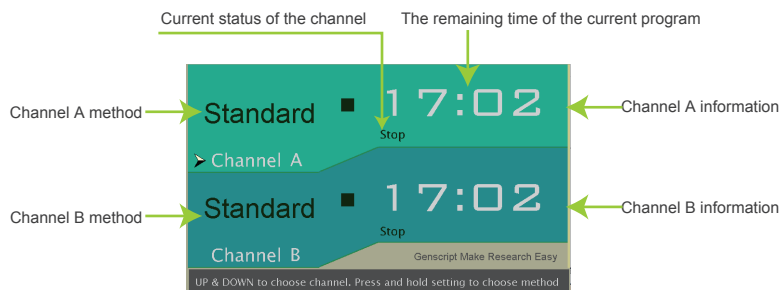 Current status of the channel
The remaining time of the current program
Channel A method
Standard
17:02
Channel A information
Stop
Channel A
Channel B method
Standard
17:02
Channel B information
Stop
Channel B
Genscript Make Research Easy
UP & DOWN to choose channel. Press and hold setting to choose method